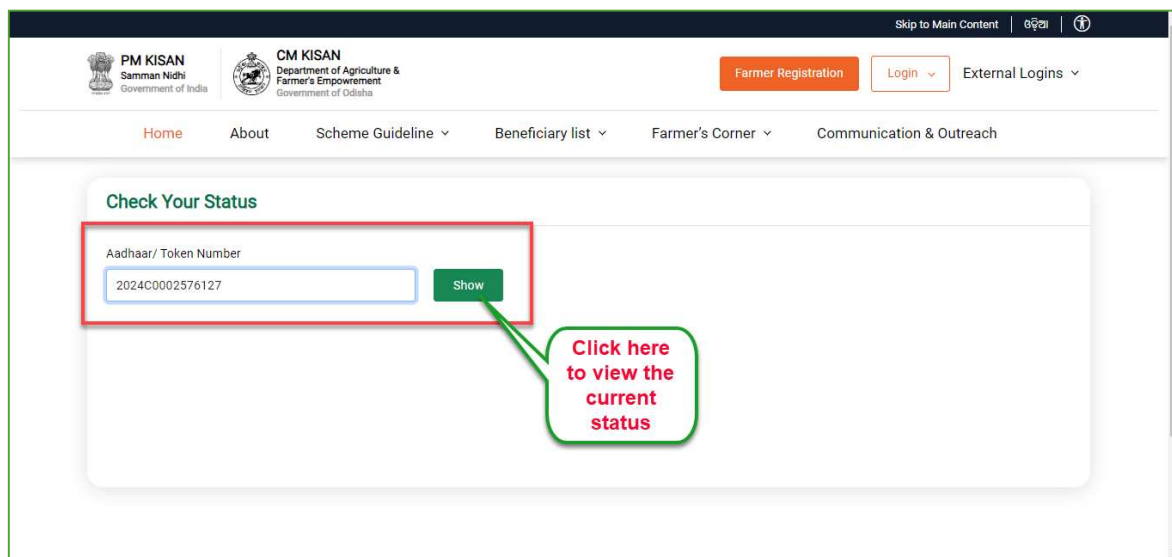 Skip to Main Content ଓଡ଼ିଆ
PM KISAN
Samman Nidhi
Government of India
CM KISAN
Department of Agriculture &
Farmer's Empowrement
Government of Odisha
Farmer Registration
Login
External Logins
Home About Scheme Guideline Beneficiary list Farmer's Corner Communication & Outreach
Check Your Status
Aadhaar/ Token Number
2024C0002576127
Show
Click here
to view the
current
status